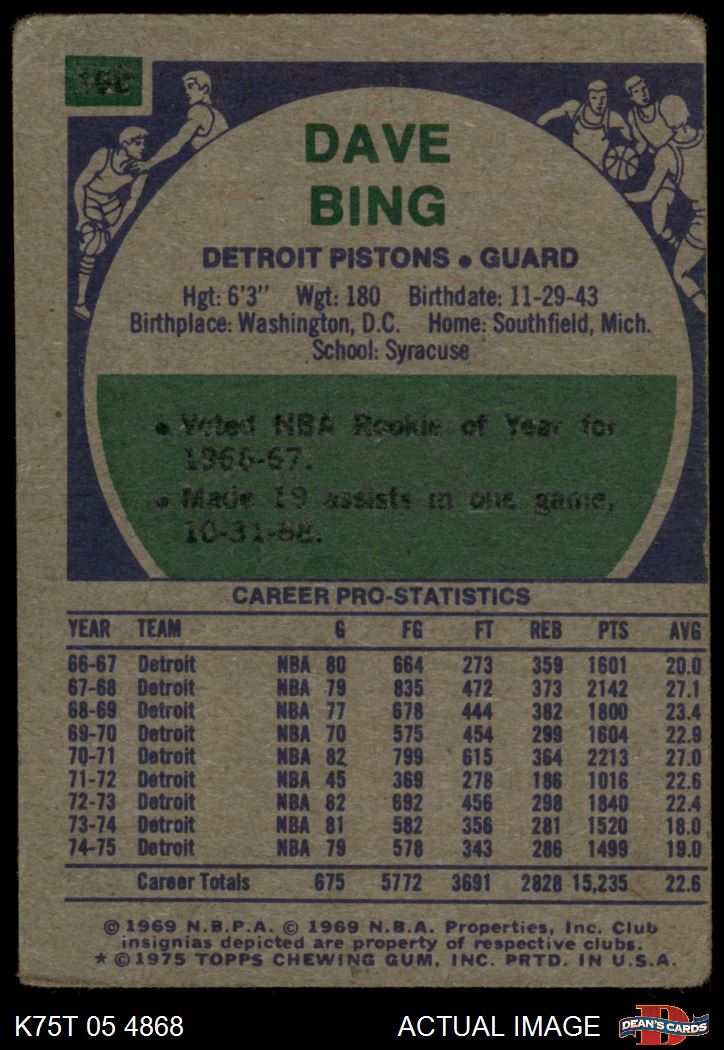 DAVE
BING
DETROIT PISTONS • GUARD
Hgt: 6'3" Wgt: 180 Birthdate: 11-29-43
Birthplace: Washington, D.C. Home: Southfield, Mich.
School: Syracuse
• Voted NBA Rookie of Year for
1966-67.
• Made 19 assists in one game,
10-31-68.
CAREER PRO-STATISTICS
YEAR TEAM G FG FT REB PTS AVG
66-67 Detroit NBA 80 664 273 359 1601 20.0
67-68 Detroit NBA 79 835 472 373 2142 27.1
68-69 Detroit NBA 77 678 444 382 1800 23.4
69-70 Detroit NBA 70 575 454 299 1604 22.9
70-71 Detroit NBA 82 799 615 364 2213 27.0
71-72 Detroit NBA 45 369 278 186 1016 22.6
72-73 Detroit NBA 82 692 456 298 1840 22.4
73-74 Detroit NBA 81 582 356 281 1520 18.0
74-75 Detroit NBA 79 578 343 286 1499 19.0
Career Totals 675 5772 3691 2828 15,235 22.6
© 1969 N.B.P.A. © 1969 N.B.A. Properties, Inc. Club
insignias depicted are property of respective clubs.
* © 1975 TOPPS CHEWING GUM, INC. PRTD. IN U.S.A.
K75T 05 4868 ACTUAL IMAGE D DEAN'S CARDS